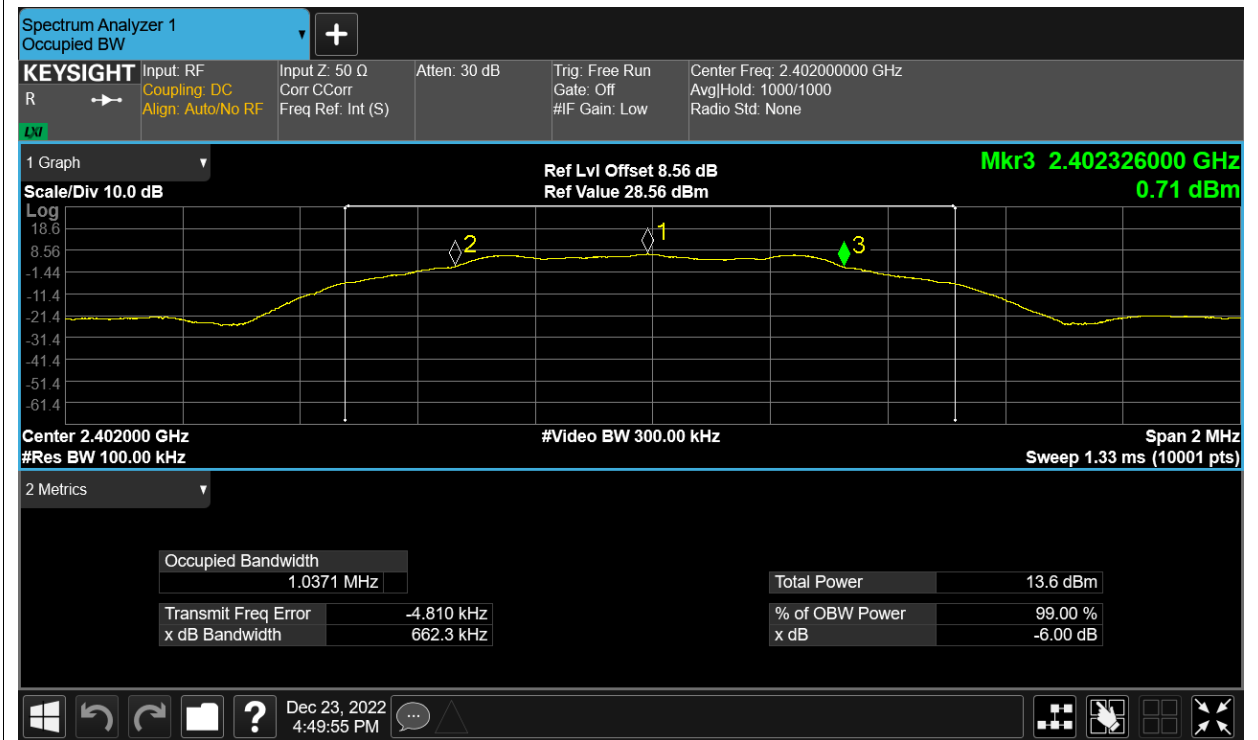 Spectrum Analyzer 1
Occupied BW
KEYSIGHT
R
LXI
Input: RF
Coupling: DC
Align: Auto/No RF
Input Z: 50 Ω
Corr CCorr
Freq Ref: Int (S)
Atten: 30 dB
Trig: Free Run
Gate: Off
#IF Gain: Low
Center Freq: 2.402000000 GHz
Avg|Hold: 1000/1000
Radio Std: None
1 Graph
Scale/Div 10.0 dB
Ref Lvl Offset 8.56 dB
Ref Value 28.56 dBm
Mkr3 2.402326000 GHz
0.71 dBm
Log
18.6
8.56
-1.44
-11.4
-21.4
-31.4
-41.4
-51.4
-61.4
2
1
3
Center 2.402000 GHz
#Res BW 100.00 kHz
#Video BW 300.00 kHz
Span 2 MHz
Sweep 1.33 ms (10001 pts)
2 Metrics
Occupied Bandwidth
1.0371 MHz
Transmit Freq Error -4.810 kHz
x dB Bandwidth 662.3 kHz
Total Power 13.6 dBm
% of OBW Power 99.00 %
x dB -6.00 dB
?
Dec 23, 2022
4:49:55 PM